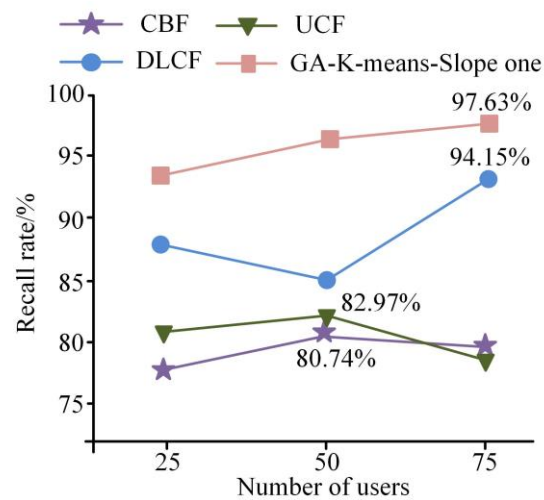 CBF
UCF
DLCF
GA-K-means-Slope one
100
97.63%
95
94.15%
90
85
82.97%
80
80.74%
75
Recall rate/%
25 50 75
Number of users